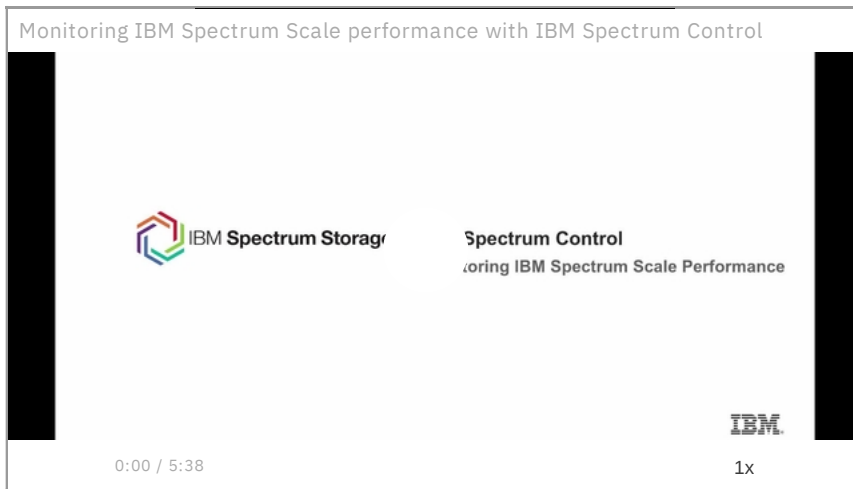 Monitoring IBM Spectrum Scale performance with IBM Spectrum Control
IBM Spectrum Storage
Spectrum Control
oring IBM Spectrum Scale Performance
IBM.
0:00 / 5:38
1x